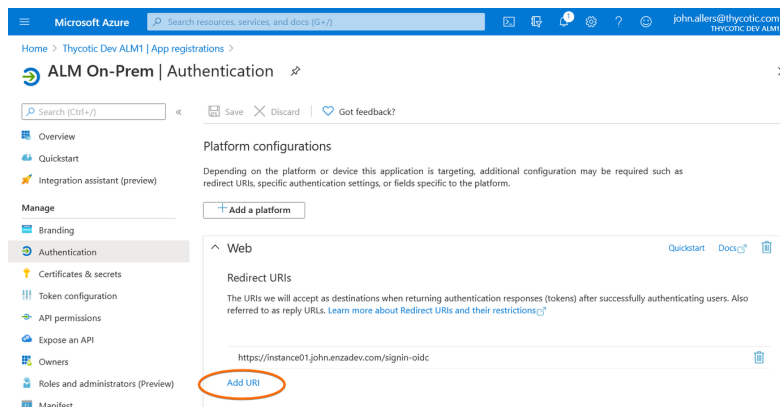 Microsoft Azure
Search resources, services, and docs (G+/)
1
john.allers@thycotic.com
THYCOTIC DEV ALM1
Home > Thycotic Dev ALM1 | App registrations >
ALM On-Prem | Authentication
Search (Ctrl+/)
«
Save
Discard
Got feedback?
Overview
Quickstart
Integration assistant (preview)
Manage
Branding
Authentication
Certificates & secrets
Token configuration
API permissions
Expose an API
Owners
Roles and administrators (Preview)
Manifest
Platform configurations
Depending on the platform or device this application is targeting, additional configuration may be required such as
redirect URIs, specific authentication settings, or fields specific to the platform.
+ Add a platform
Web
Quickstart
Docs
Redirect URIs
The URIs we will accept as destinations when returning authentication responses (tokens) after successfully authenticating users. Also
referred to as reply URLs. Learn more about Redirect URIs and their restrictions
https://instance01.john.enzadev.com/signin-oidc
Add URI